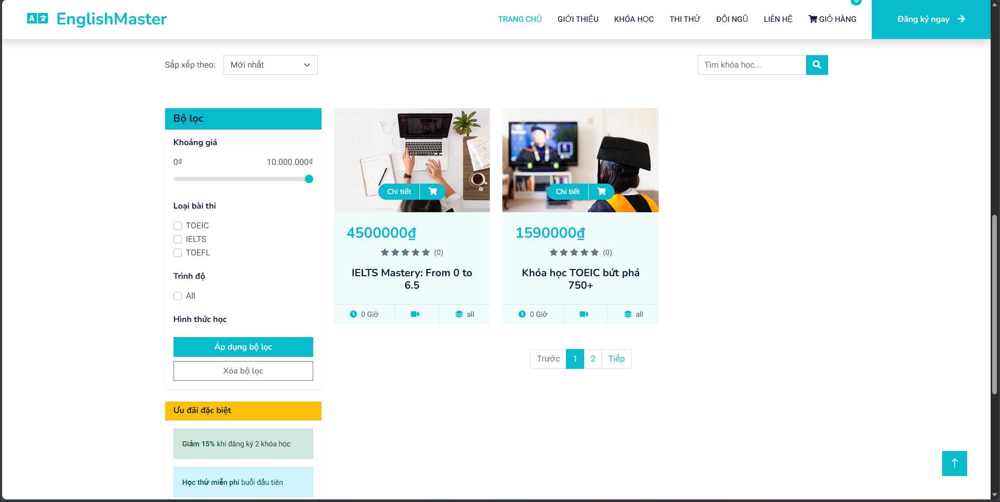 EnglishMaster
TRANG CHỦ
GIỚI THIỆU
KHÓA HỌC
THI THỬ
ĐỘI NGŨ
LIÊN HỆ
GIỎ HÀNG
0
Đăng ký ngay
Sắp xếp theo:
Mới nhất
Tìm khóa học...
Bộ lọc
Khoảng giá
0₫
10.000.000₫
Loại bài thi
TOEIC
IELTS
TOEFL
Trình độ
All
Hình thức học
Áp dụng bộ lọc
Xóa bộ lọc
Ưu đãi đặc biệt
Giảm 15% khi đăng ký 2 khóa học
Học thử miễn phí buổi đầu tiên
Chi tiết
4500000₫
(0)
IELTS Mastery: From 0 to
6.5
0 Giờ
all
Chi tiết
1590000₫
(0)
Khóa học TOEIC bứt phá
750+
0 Giờ
all
Trước
1
2
Tiếp